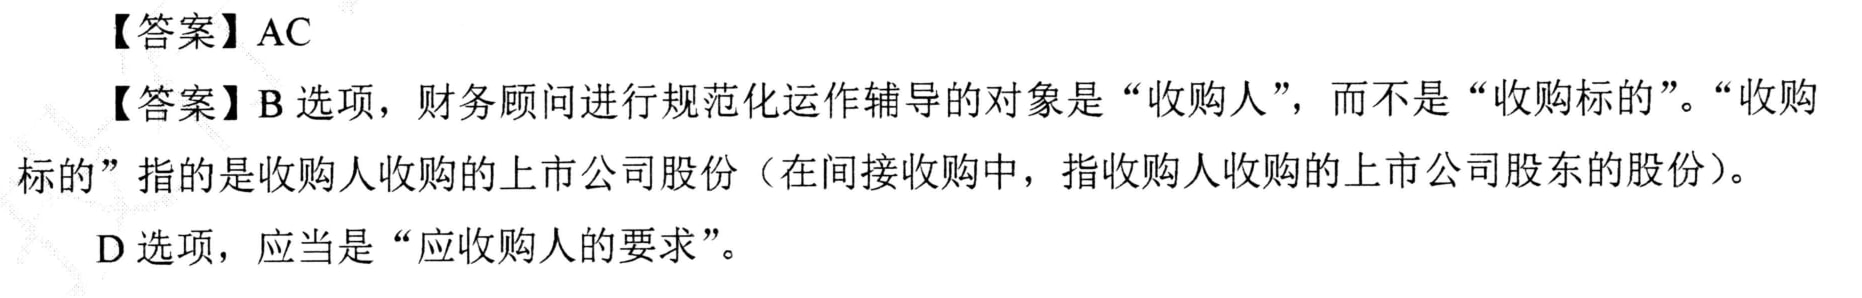 【答案】AC
【答案】B 选项，财务顾问进行规范化运作辅导的对象是“收购人”，而不是“收购标的”。“收购
标的”指的是收购人收购的上市公司股份（在间接收购中，指收购人收购的上市公司股东的股份）。
D 选项，应当是“应收购人的要求”。